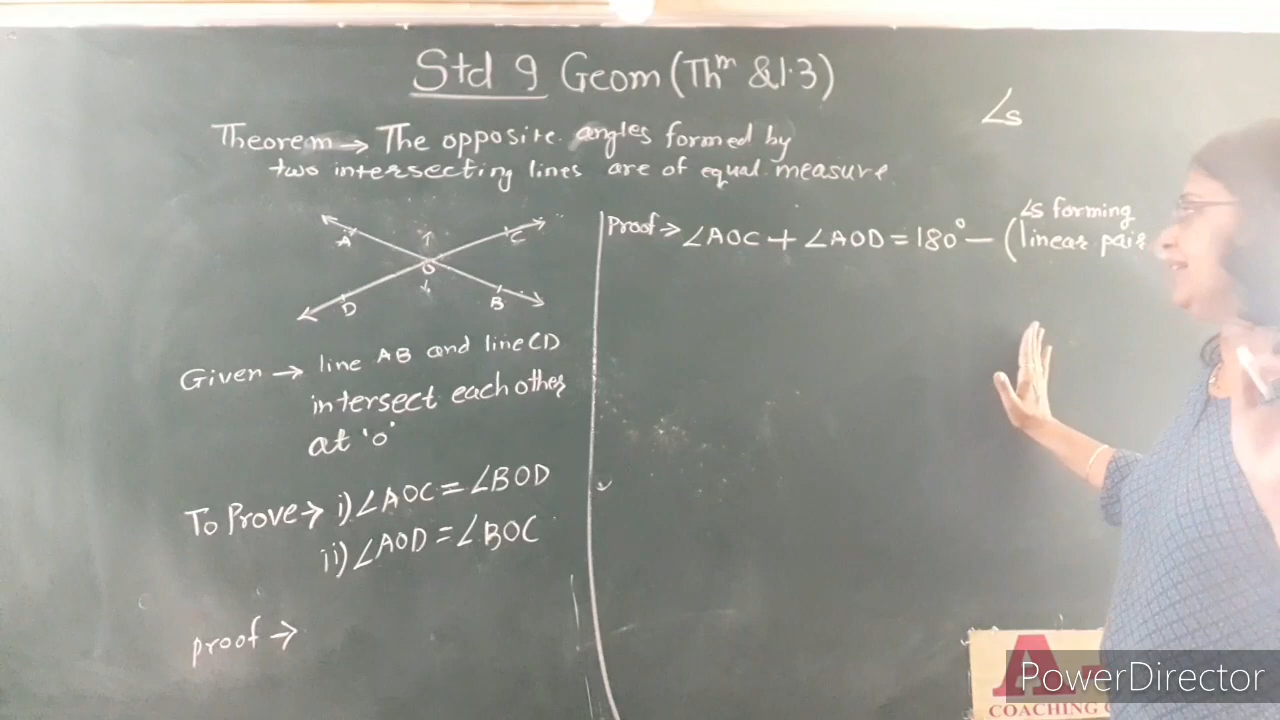 Std 9 Geom (Thm & 1.3)
∠s
Theorem → The opposite angles formed by
two intersecting lines are of equal measure
A
C
O
D
B
Given → line AB and line CD
intersect each other
at 'o'
To Prove → i) ∠AOC = ∠BOD
ii) ∠AOD = ∠BOC
proof →
Proof → ∠AOC + ∠AOD = 180° — (∠s forming
linear pair
COACHING
PowerDirector